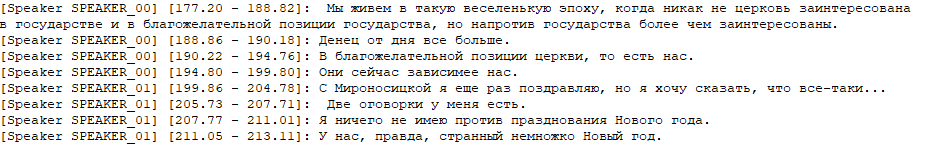 [Speaker SPEAKER_00] [177.20 - 188.82]:  Мы живем в такую веселенькую эпоху, когда никак не церковь заинтересована
в государстве и в благожелательной позиции государства, но напротив государства более чем заинтересованы.
[Speaker SPEAKER_00] [188.86 - 190.18]: Денец от дня все больше.
[Speaker SPEAKER_00] [190.22 - 194.76]: В благожелательной позиции церкви, то есть нас.
[Speaker SPEAKER_00] [194.80 - 199.80]: Они сейчас зависимее нас.
[Speaker SPEAKER_01] [199.86 - 204.78]: С Мироносицкой я еще раз поздравляю, но я хочу сказать, что все-таки...
[Speaker SPEAKER_01] [205.73 - 207.71]:  Две оговорки у меня есть.
[Speaker SPEAKER_01] [207.77 - 211.01]: Я ничего не имею против празднования Нового года.
[Speaker SPEAKER_01] [211.05 - 213.11]: У нас, правда, странный немножко Новый год.